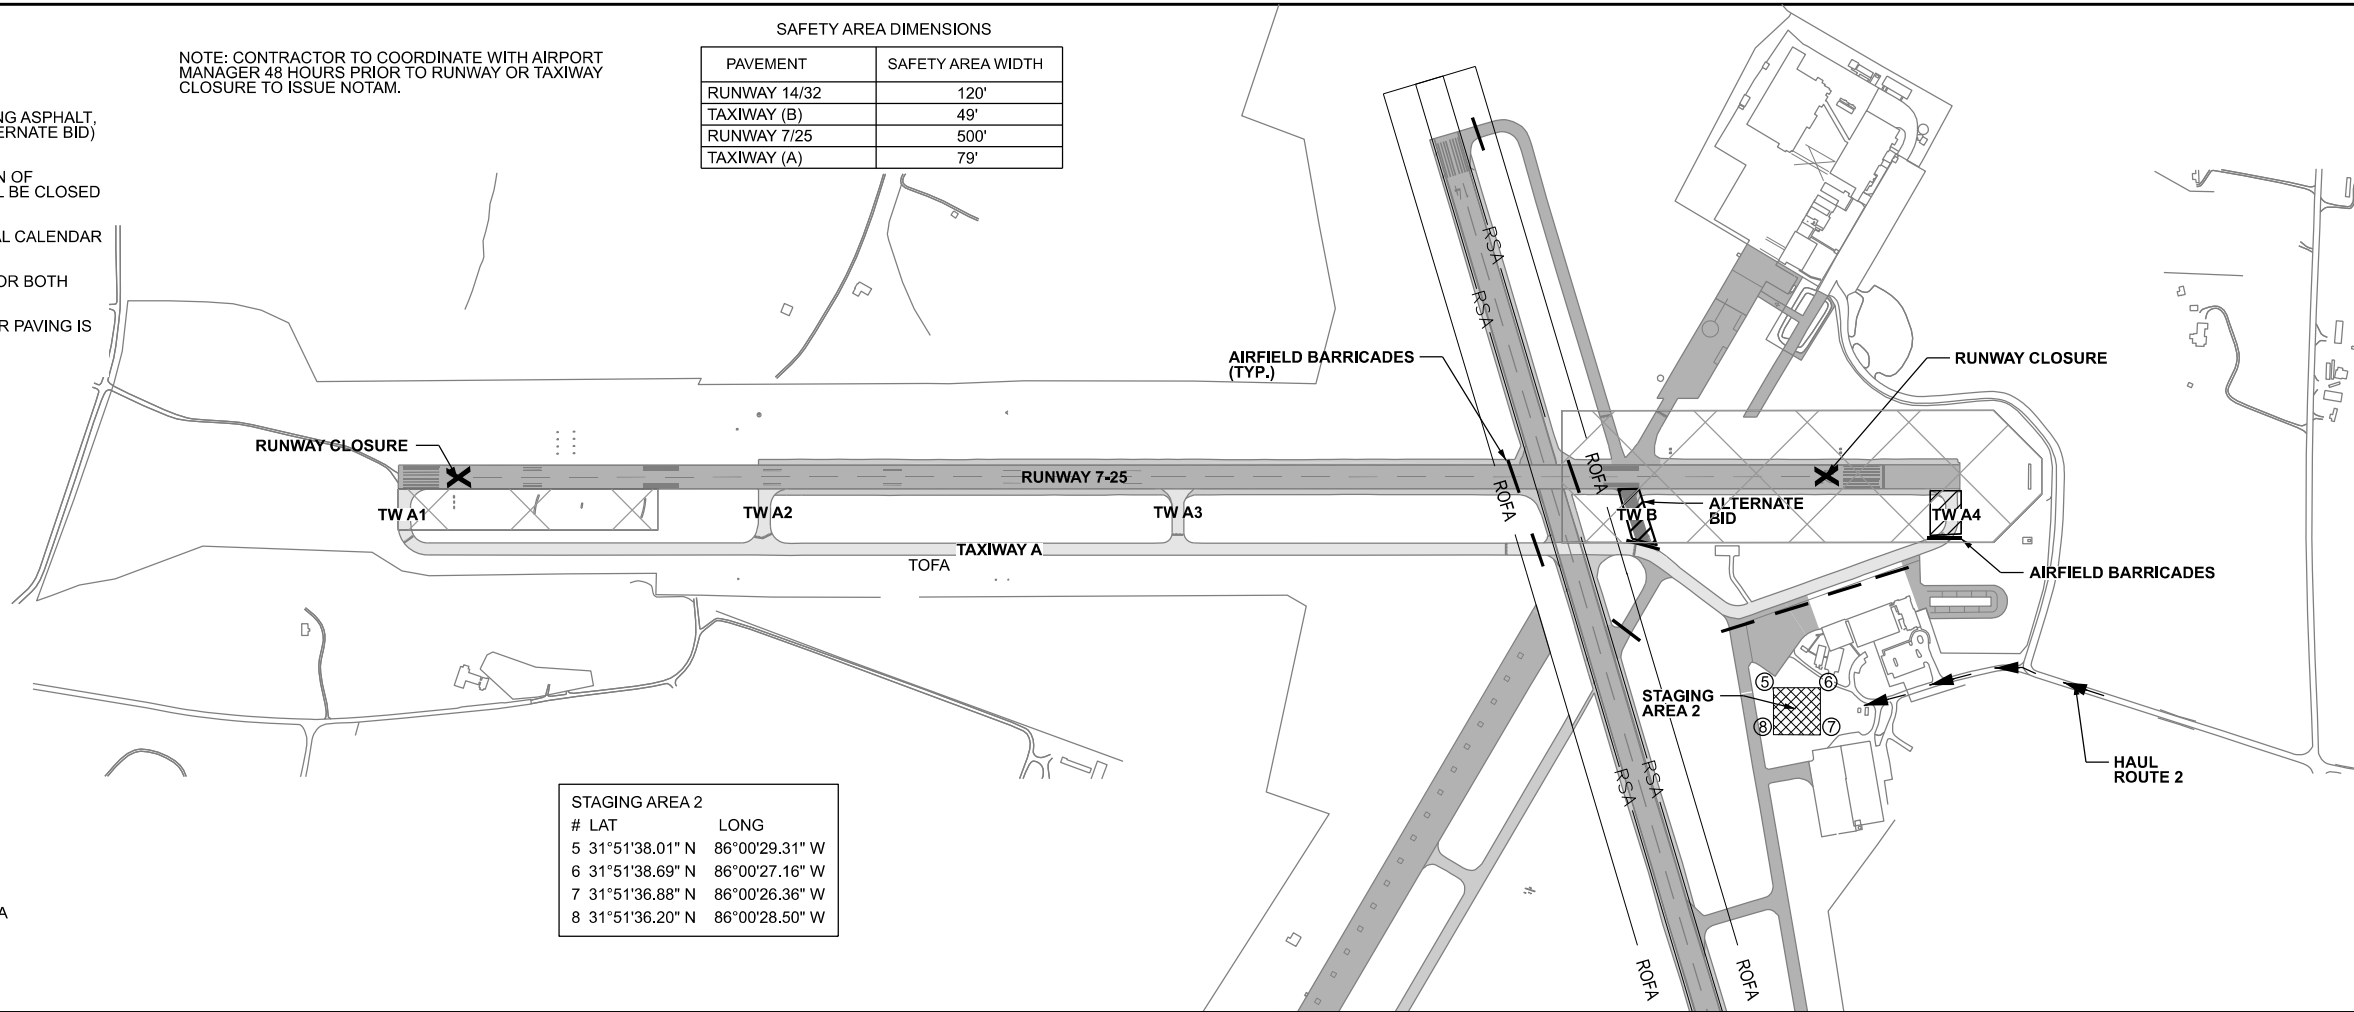 SAFETY AREA DIMENSIONS
PAVEMENT SAFETY AREA WIDTH
RUNWAY 14/32 120'
TAXIWAY (B) 49'
RUNWAY 7/25 500'
TAXIWAY (A) 79'
NOTE: CONTRACTOR TO COORDINATE WITH AIRPORT
MANAGER 48 HOURS PRIOR TO RUNWAY OR TAXIWAY
CLOSURE TO ISSUE NOTAM.
NG ASPHALT,
ERNATE BID)
N OF
L BE CLOSED
AL CALENDAR
OR BOTH
R PAVING IS
A
RSA
RSA
AIRFIELD BARRICADES
(TYP.)
RUNWAY CLOSURE
RUNWAY CLOSURE
RUNWAY 7-25
ROFA
ROFA
TW A1
TW A2
TW A3
TW B
ALTERNATE
BID
TW A4
TAXIWAY A
TOFA
AIRFIELD BARRICADES
STAGING
AREA 2
5
6
8
7
HAUL
ROUTE 2
RSA
RSA
ROFA
ROFA
STAGING AREA 2
# LAT LONG
5 31°51'38.01" N 86°00'29.31" W
6 31°51'38.69" N 86°00'27.16" W
7 31°51'36.88" N 86°00'26.36" W
8 31°51'36.20" N 86°00'28.50" W